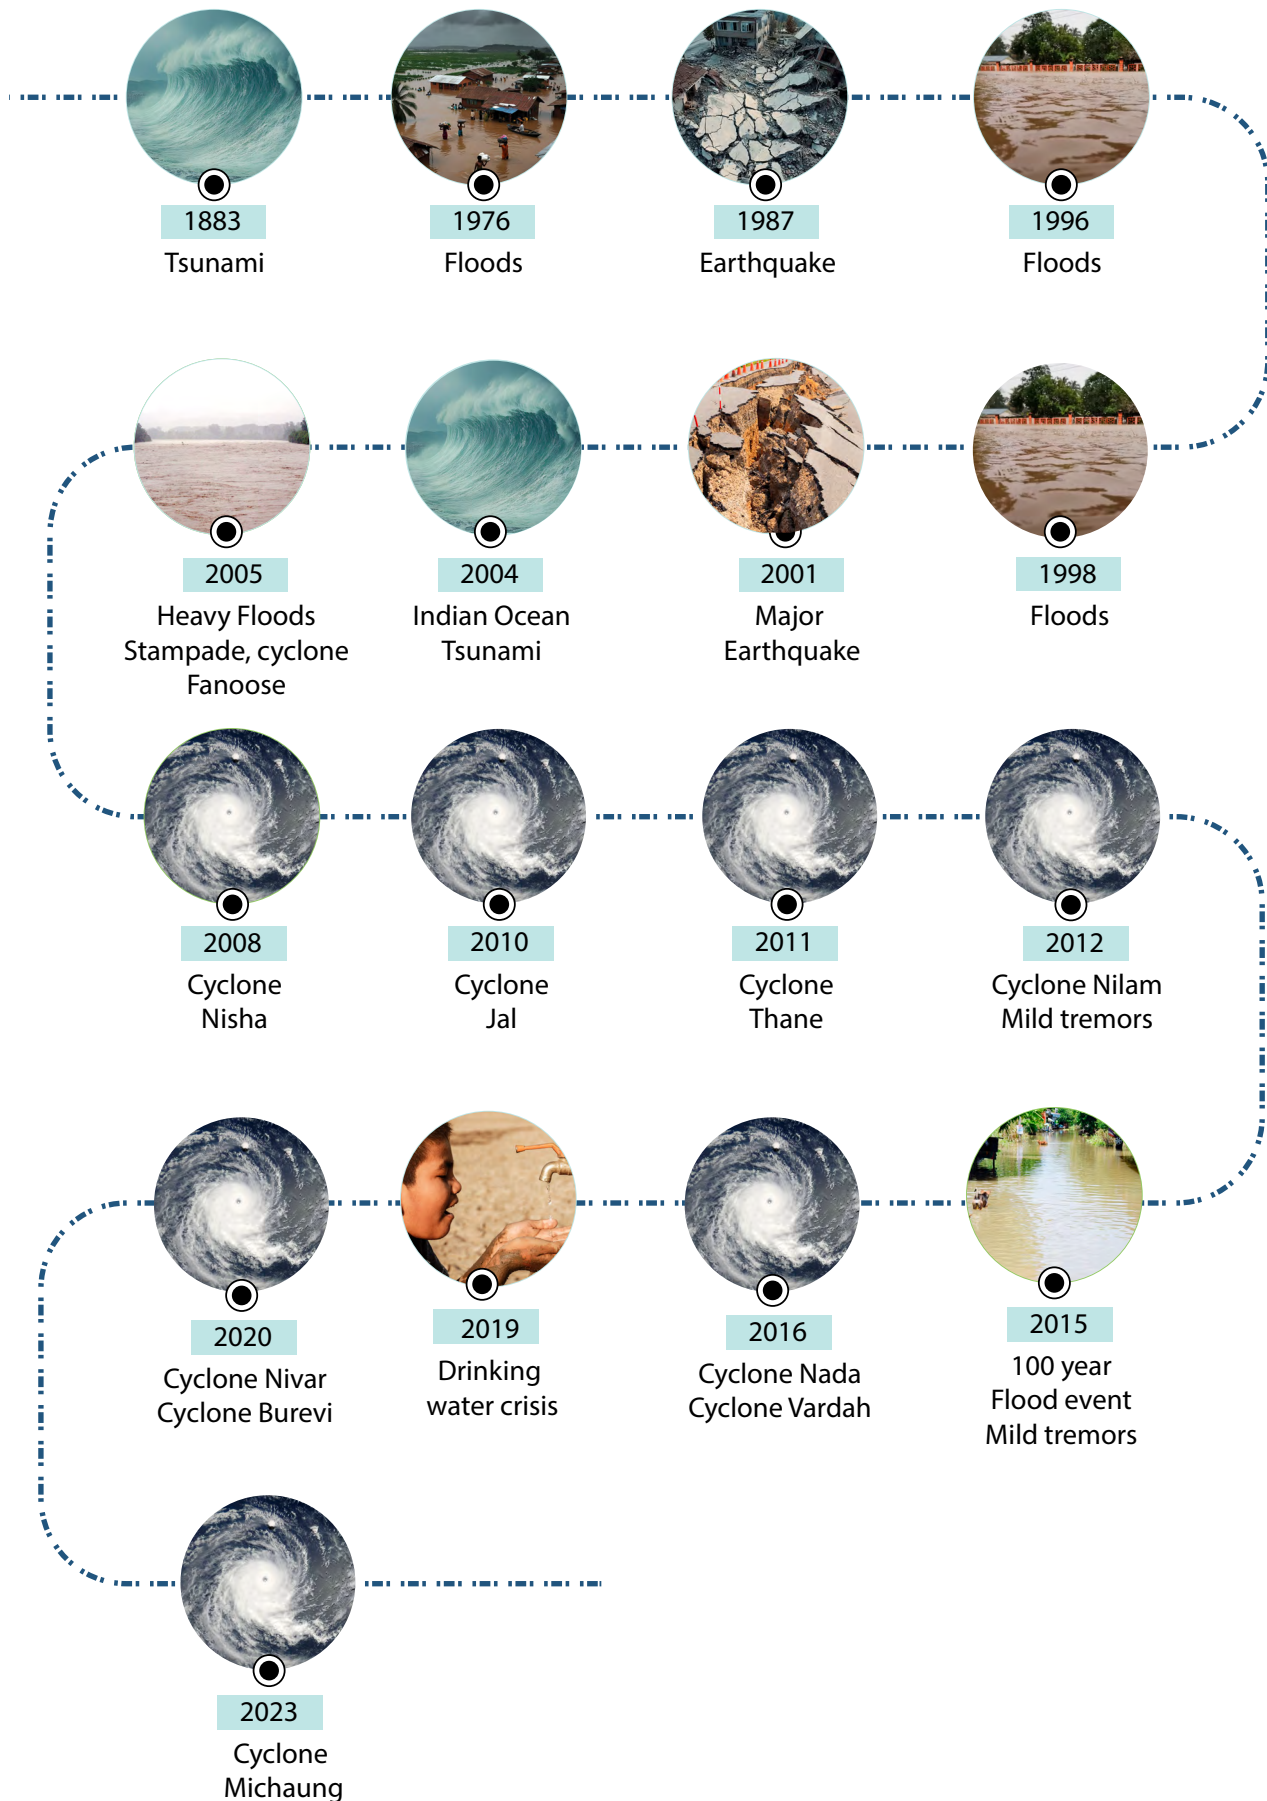 1883
Tsunami
1976
Floods
1987
Earthquake
1996
Floods
1998
Floods
2001
Major
Earthquake
2004
Indian Ocean
Tsunami
2005
Heavy Floods
Stampade, cyclone
Fanoose
2008
Cyclone
Nisha
2010
Cyclone
Jal
2011
Cyclone
Thane
2012
Cyclone Nilam
Mild tremors
2015
100 year
Flood event
Mild tremors
2016
Cyclone Nada
Cyclone Vardah
2019
Drinking
water crisis
2020
Cyclone Nivar
Cyclone Burevi
2023
Cyclone
Michaung